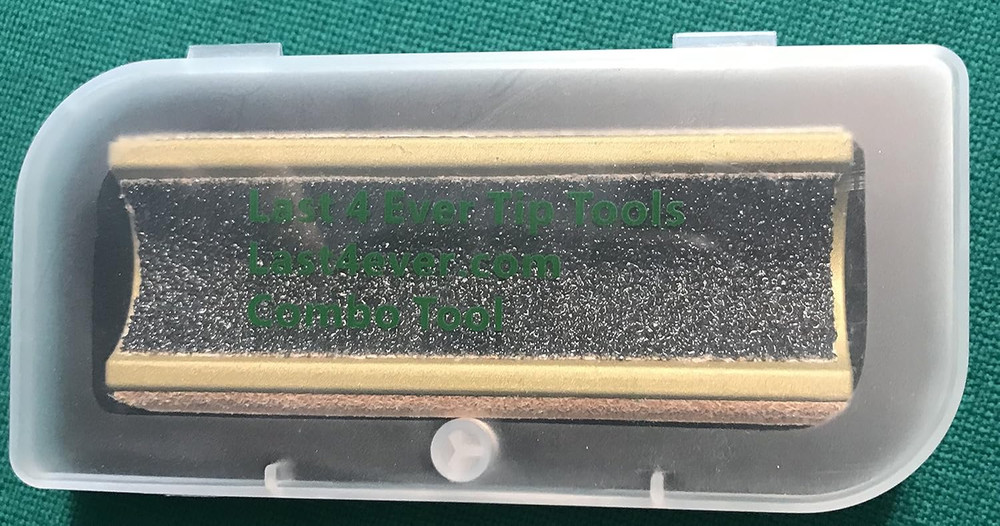 Last 4 Ever Tip Tools
Last4ever.com
Combo Tool